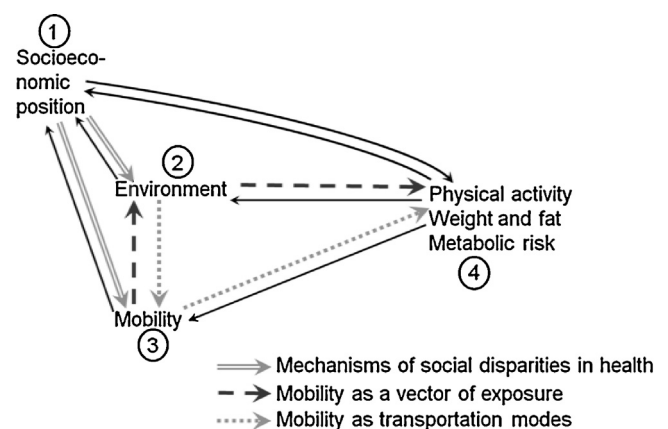 1
Socioeco-
nomic
position
2
Environment
Physical activity
Weight and fat
Metabolic risk
4
Mobility
3
Mechanisms of social disparities in health
Mobility as a vector of exposure
Mobility as transportation modes